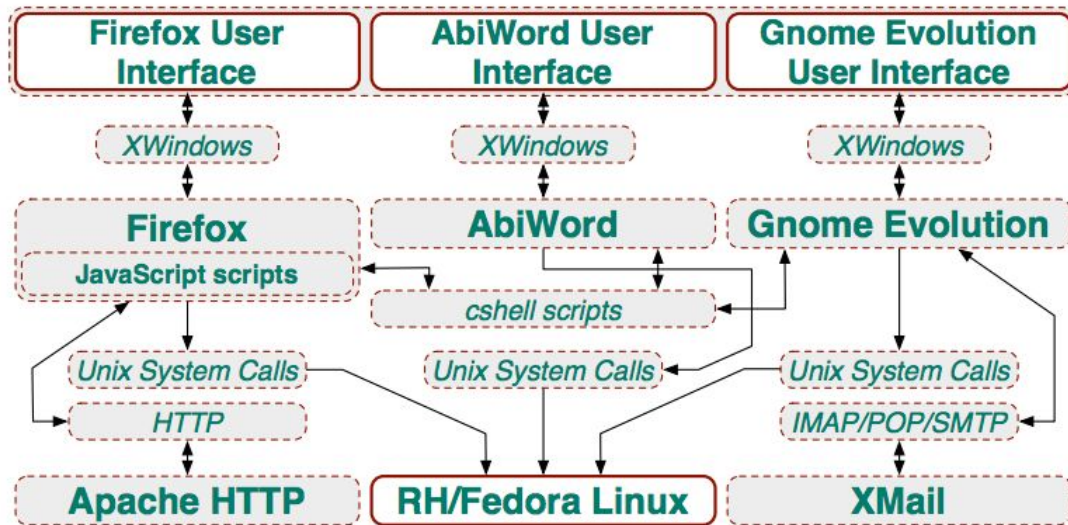 Firefox User
Interface
AbiWord User
Interface
Gnome Evolution
User Interface
XWindows
XWindows
XWindows
Firefox
JavaScript scripts
AbiWord
Gnome Evolution
cshell scripts
Unix System Calls
Unix System Calls
Unix System Calls
HTTP
IMAP/POP/SMTP
Apache HTTP
RH/Fedora Linux
XMail